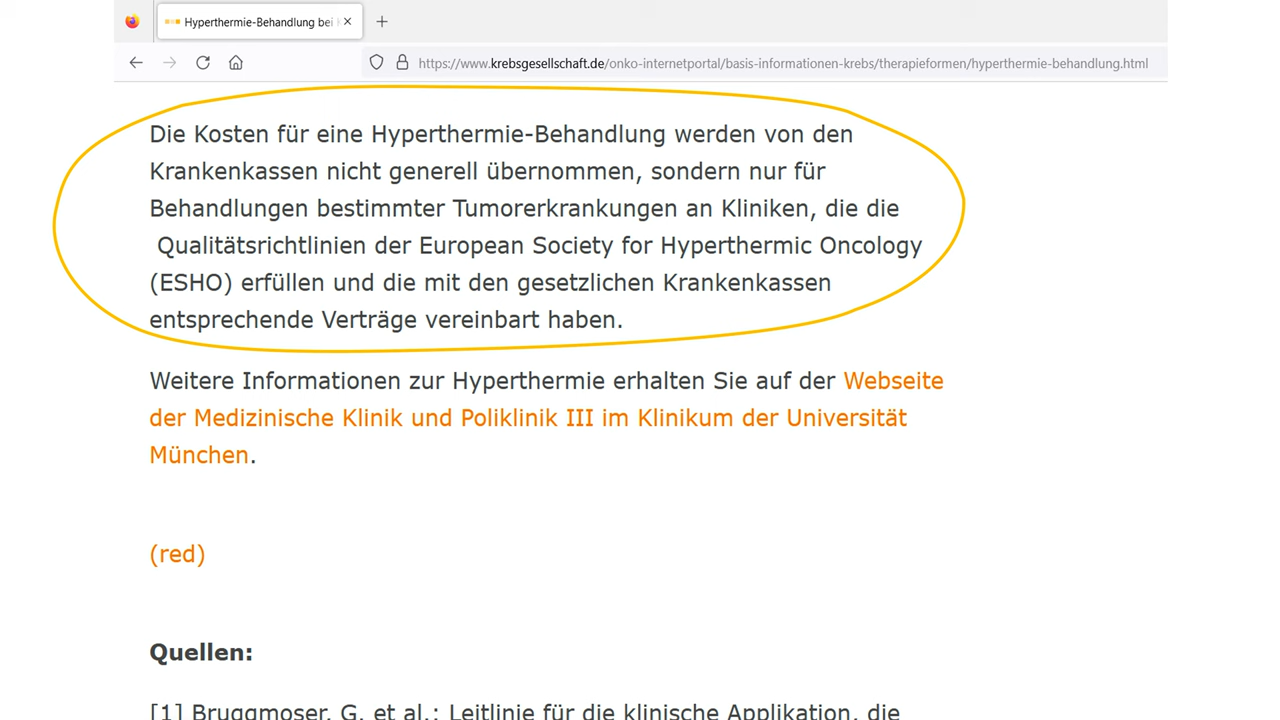 Hyperthermie-Behandlung bei
https://www.krebsgesellschaft.de/onko-internetportal/basis-informationen-krebs/therapieformen/hyperthermie-behandlung.html
Die Kosten für eine Hyperthermie-Behandlung werden von den
Krankenkassen nicht generell übernommen, sondern nur für
Behandlungen bestimmter Tumorerkrankungen an Kliniken, die die
Qualitätsrichtlinien der European Society for Hyperthermic Oncology
(ESHO) erfüllen und die mit den gesetzlichen Krankenkassen
entsprechende Verträge vereinbart haben.
Weitere Informationen zur Hyperthermie erhalten Sie auf der Webseite
der Medizinische Klinik und Poliklinik III im Klinikum der Universität
München.
(red)
Quellen:
[1] Bruggmoser, G. et al.: Leitlinie für die klinische Applikation, die